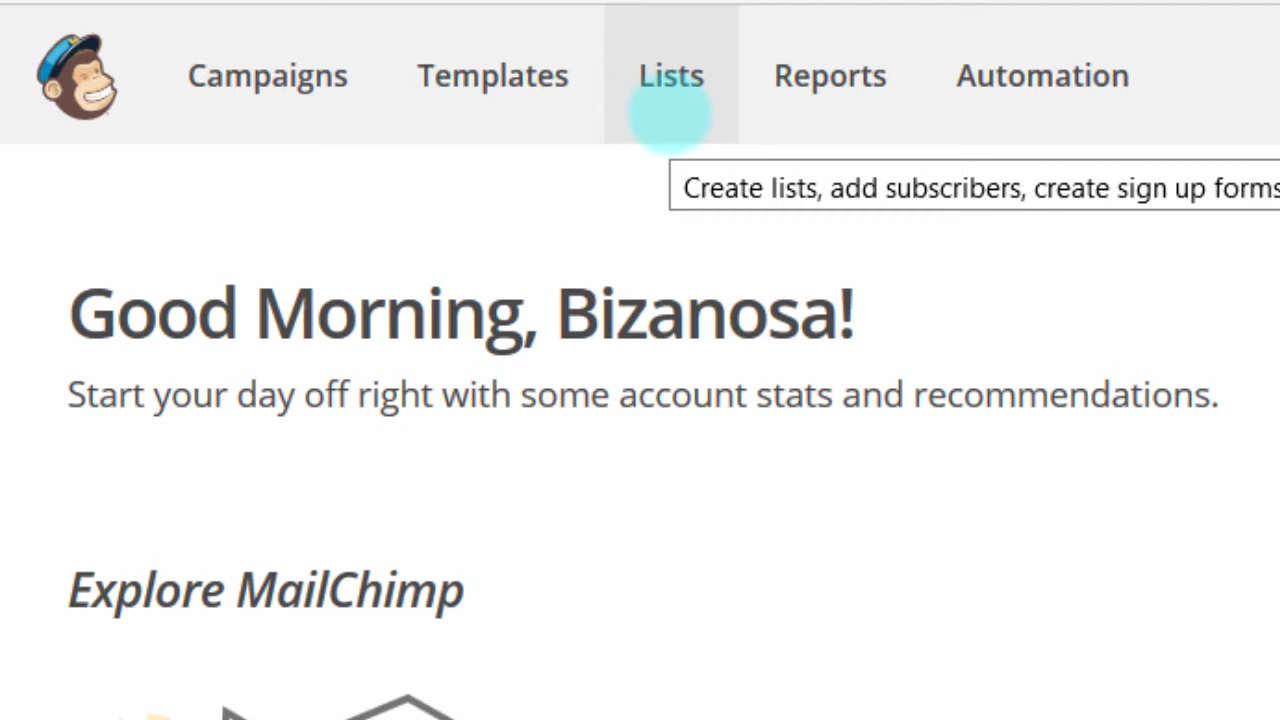 Campaigns Templates Lists Reports Automation
Create lists, add subscribers, create sign up forms
Good Morning, Bizanosa!
Start your day off right with some account stats and recommendations.
Explore MailChimp